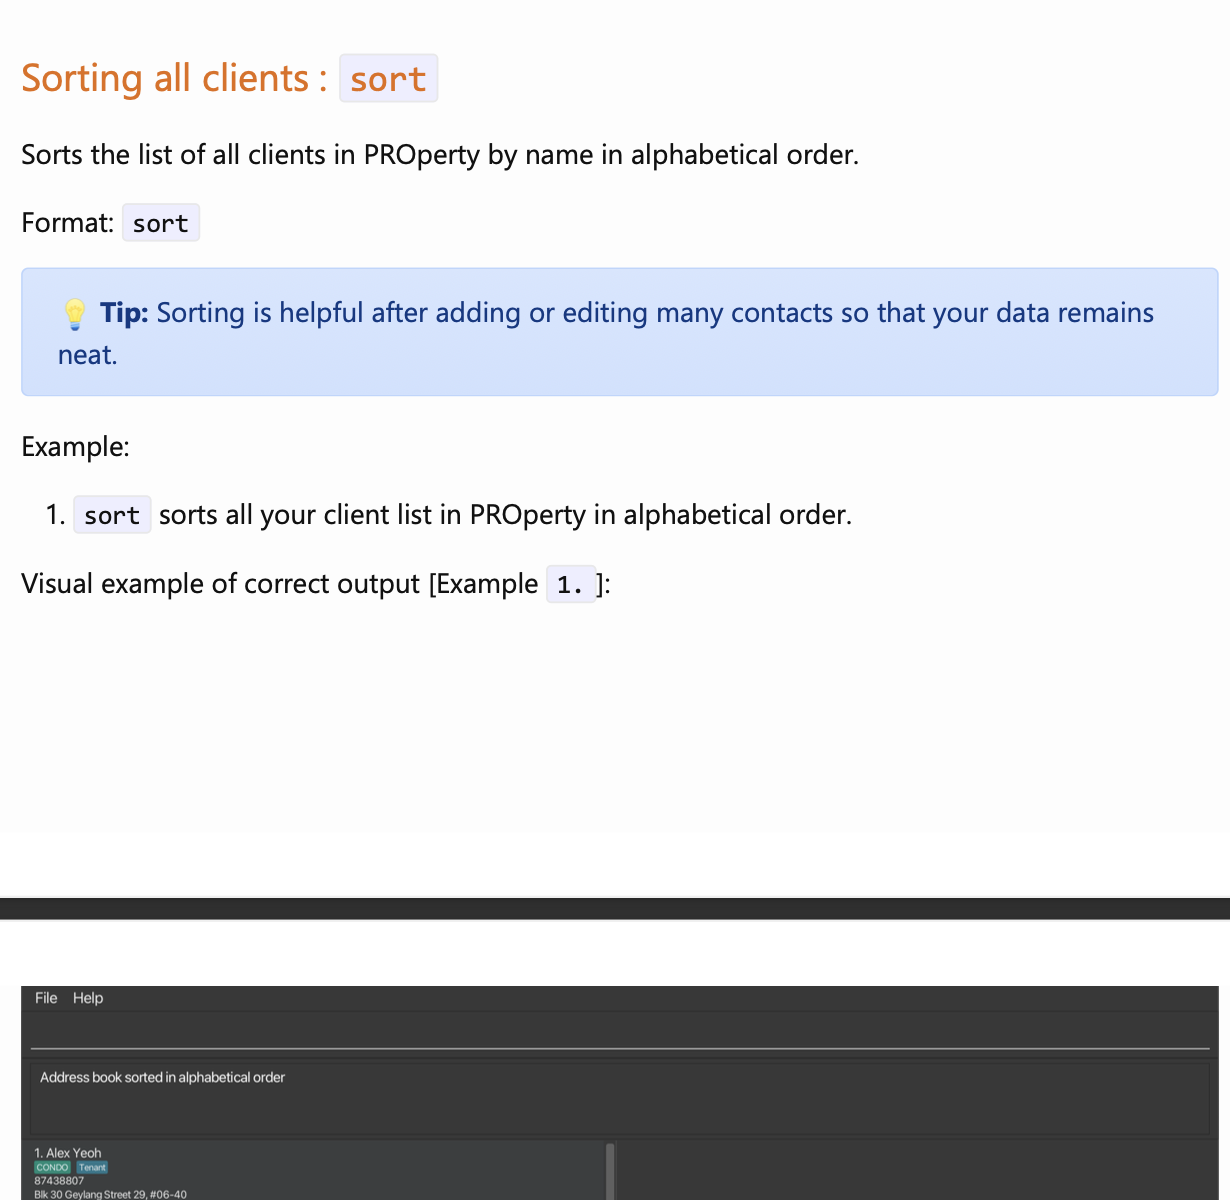 Sorting all clients : sort
Sorts the list of all clients in PROperty by name in alphabetical order.
Format: sort
💡 Tip: Sorting is helpful after adding or editing many contacts so that your data remains
neat.
Example:
1. sort sorts all your client list in PROperty in alphabetical order.
Visual example of correct output [Example 1. ]:
File Help
Address book sorted in alphabetical order
1. Alex Yeoh
CONDO Tenant
87438807
Blk 30 Geylang Street 29, #06-40